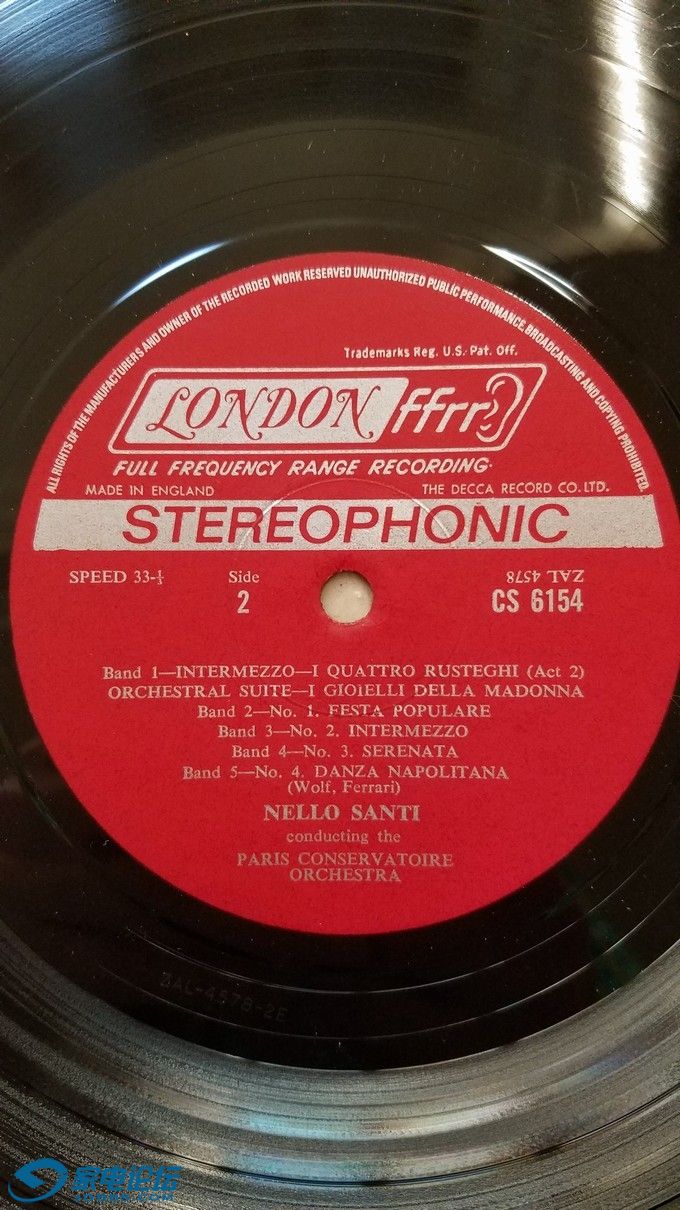 ALL RIGHTS OF THE MANUFACTURERS AND OWNER OF THE RECORDED WORK RESERVED UNAUTHORIZED PUBLIC PERFORMANCE BROADCASTING AND COPYING PROHIBITED.
Trademarks Reg. U.S. Pat. Off.
LONDON ffrr
FULL FREQUENCY RANGE RECORDING
MADE IN ENGLAND THE DECCA RECORD CO. LTD.
STEREOPHONIC
SPEED 33-⅓ Side ZAL 4578
2 CS 6154
Band 1—INTERMEZZO—I QUATTRO RUSTEGHI (Act 2)
ORCHESTRAL SUITE—I GIOIELLI DELLA MADONNA
Band 2—No. 1. FESTA POPULARE
Band 3—No. 2. INTERMEZZO
Band 4—No. 3. SERENATA
Band 5—No. 4. DANZA NAPOLITANA
(Wolf, Ferrari)
NELLO SANTI
conducting the
PARIS CONSERVATOIRE
ORCHESTRA
ZAL-4578-2E
家电论坛